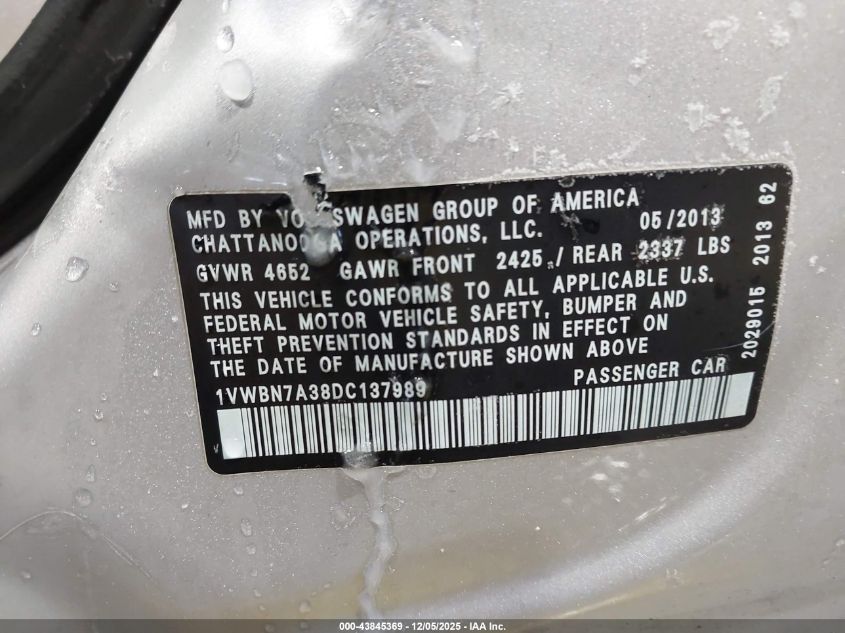 MFD BY VOLKSWAGEN GROUP OF AMERICA
CHATTANOOGA OPERATIONS, LLC. 05/2013
GVWR 4652 GAWR FRONT 2425 / REAR 2337 LBS
THIS VEHICLE CONFORMS TO ALL APPLICABLE U.S.
FEDERAL MOTOR VEHICLE SAFETY, BUMPER AND
THEFT PREVENTION STANDARDS IN EFFECT ON
THE DATE OF MANUFACTURE SHOWN ABOVE
1VWBN7A38DC137989 PASSENGER CAR
2029015 2013 62
000-43845369 | 12/05/2025 - IAA Inc.